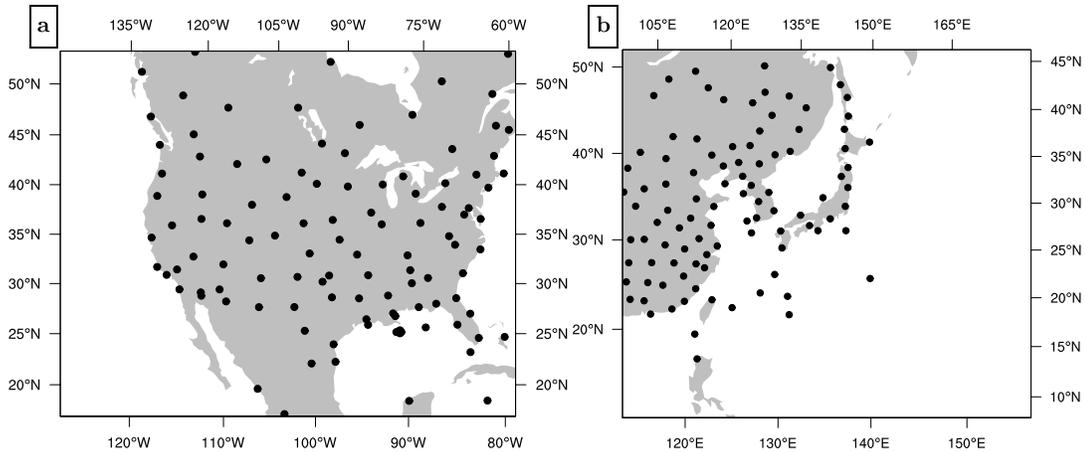 a
135°W 120°W 105°W 90°W 75°W 60°W
50°N 50°N
45°N 45°N
40°N 40°N
35°N 35°N
30°N 30°N
25°N 25°N
20°N 20°N
120°W 110°W 100°W 90°W 80°W
b
105°E 120°E 135°E 150°E 165°E
50°N 45°N
40°N
40°N 35°N
30°N
30°N 25°N
20°N
20°N 15°N
10°N
120°E 130°E 140°E 150°E